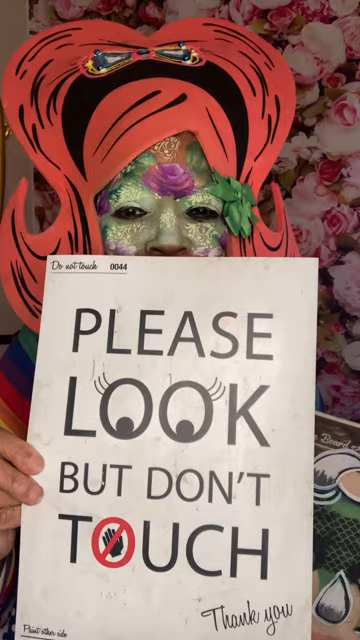 Do not touch 0044
PLEASE
LOOK
BUT DON'T
TOUCH
Thank you
Paint other side